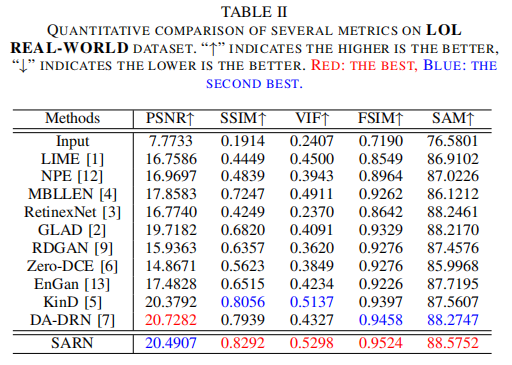 TABLE II
QUANTITATIVE COMPARISON OF SEVERAL METRICS ON LOL
REAL-WORLD DATASET. “↑” INDICATES THE HIGHER IS THE BETTER,
“↓” INDICATES THE LOWER IS THE BETTER. RED: THE BEST, BLUE: THE
SECOND BEST.
Methods PSNR↑ SSIM↑ VIF↑ FSIM↑ SAM↑
Input 7.7733 0.1914 0.2407 0.7190 76.5801
LIME [1] 16.7586 0.4449 0.4500 0.8549 86.9102
NPE [12] 16.9697 0.4839 0.3943 0.8964 87.0226
MBLLEN [4] 17.8583 0.7247 0.4911 0.9262 86.1212
RetinexNet [3] 16.7740 0.4249 0.2370 0.8642 88.2461
GLAD [2] 19.7182 0.6820 0.4091 0.9329 88.2170
RDGAN [9] 15.9363 0.6357 0.3620 0.9276 87.4576
Zero-DCE [6] 14.8671 0.5623 0.3849 0.9276 85.9968
EnGan [13] 17.4828 0.6515 0.4234 0.9226 87.7195
KinD [5] 20.3792 0.8056 0.5137 0.9397 87.5607
DA-DRN [7] 20.7282 0.7939 0.4327 0.9458 88.2747
SARN 20.4907 0.8292 0.5298 0.9524 88.5752